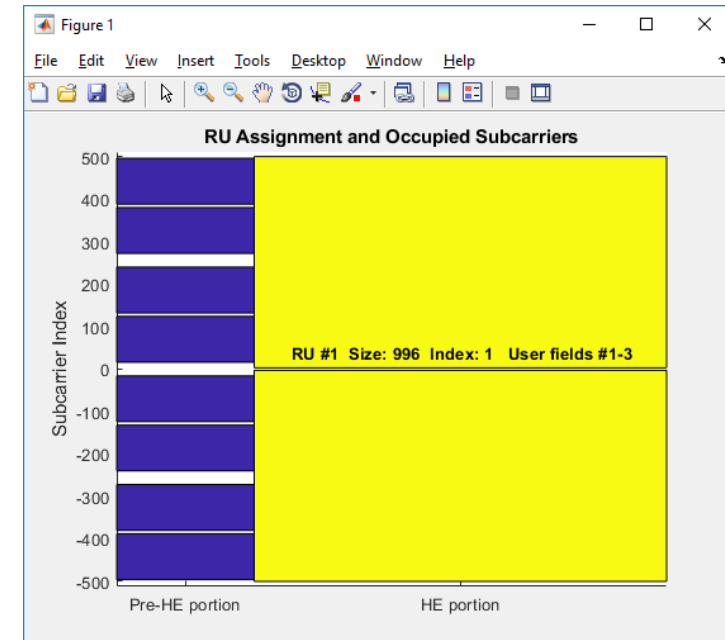 Figure 1
File Edit View Insert Tools Desktop Window Help
RU Assignment and Occupied Subcarriers
500
400
300
200
100
0
-100
-200
-300
-400
-500
Subcarrier Index
RU #1 Size: 996 Index: 1 User fields #1-3
Pre-HE portion HE portion